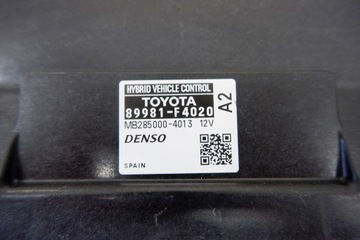 HYBRID VEHICLE CONTROL
TOYOTA
89981-F4020
A2
MB285000-4013 12V
DENSO
SPAIN